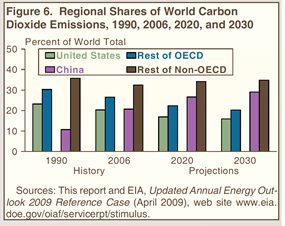 Figure 6. Regional Shares of World Carbon
Dioxide Emissions, 1990, 2006, 2020, and 2030
Percent of World Total
United States Rest of OECD
China Rest of Non-OECD
50
40
30
20
10
0
1990 2006 2020 2030
History Projections
Sources: This report and EIA, Updated Annual Energy Out-
look 2009 Reference Case (April 2009), web site www.eia.
doe.gov/oiaf/servicerpt/stimulus.